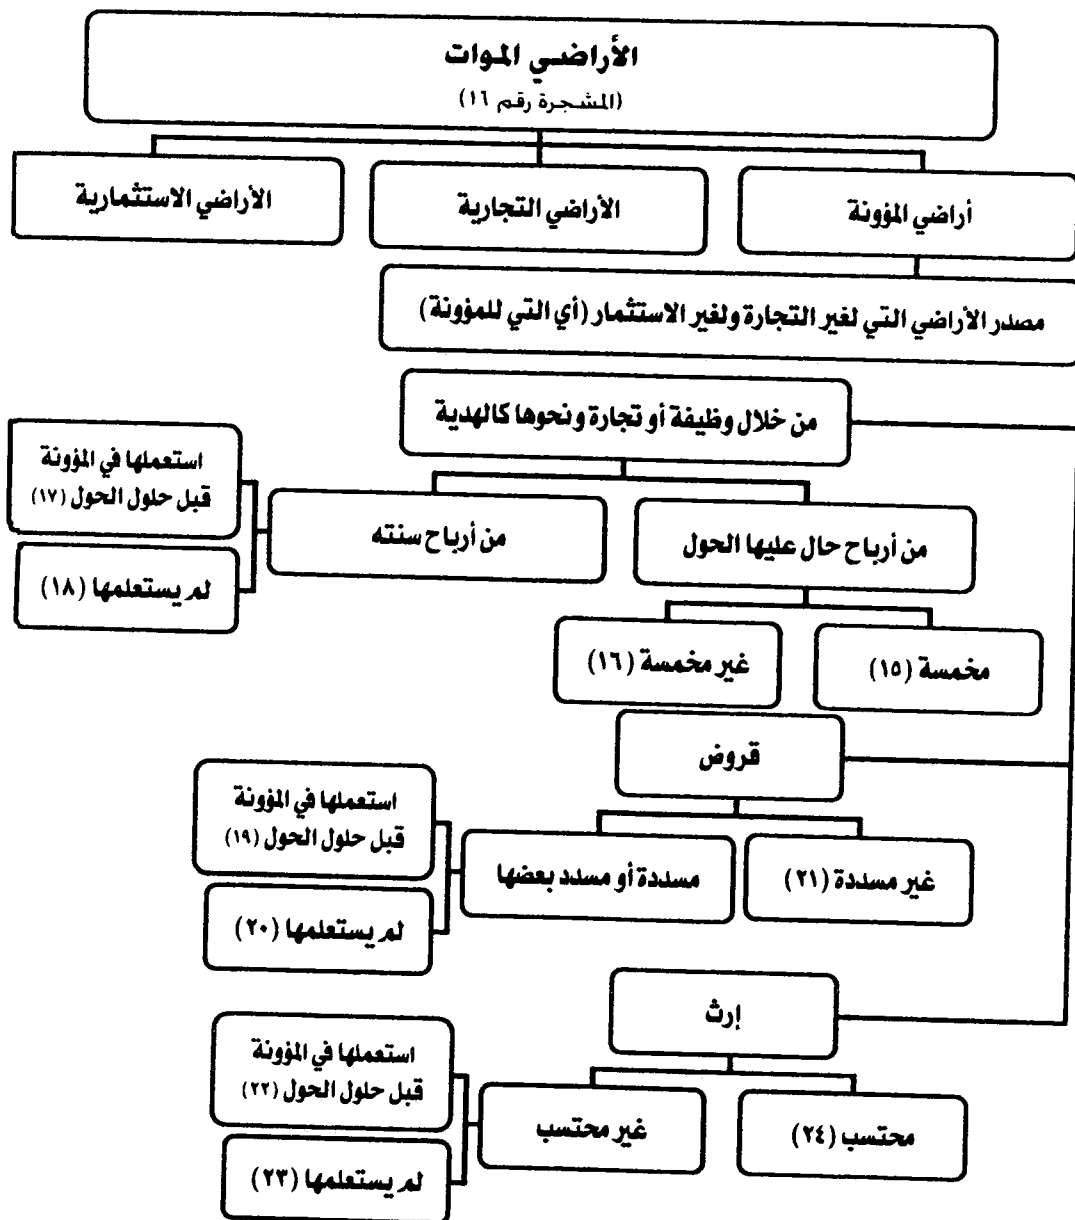 الأراضي الموات
(المشجرة رقم ١٦)
أراضي المؤونة
الأراضي التجارية
الأراضي الاستثمارية
مصدر الأراضي التي لغير التجارة ولغير الاستثمار (أي التي للمؤونة)
من خلال وظيفة أو تجارة ونحوها كالهدية
من أرباح حال عليها الحول
من أرباح سنته
استعملها في المؤونة
قبل حلول الحول (١٧)
لم يستعلمها (١٨)
مخمسة (١٥)
غير مخمسة (١٦)
قروض
غير مسددة (٢١)
مسددة أو مسدد بعضها
استعملها في المؤونة
قبل حلول الحول (١٩)
لم يستعلمها (٢٠)
إرث
محتسب (٢٤)
غير محتسب
استعملها في المؤونة
قبل حلول الحول (٢٢)
لم يستعلمها (٢٣)